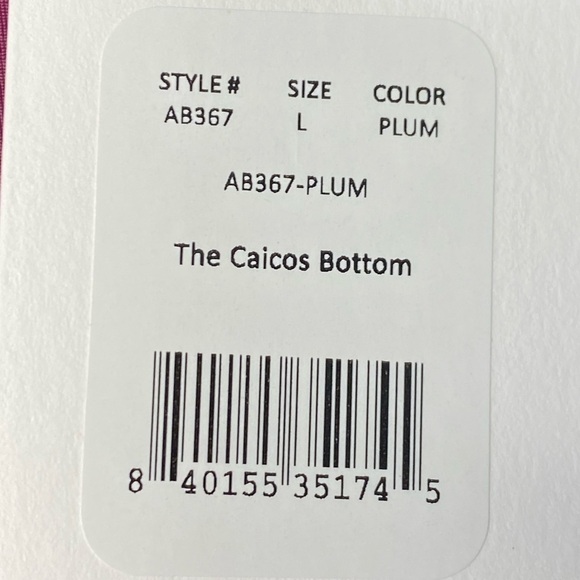 STYLE # SIZE COLOR
AB367 L PLUM
AB367-PLUM
The Caicos Bottom
8 40155 35174 5